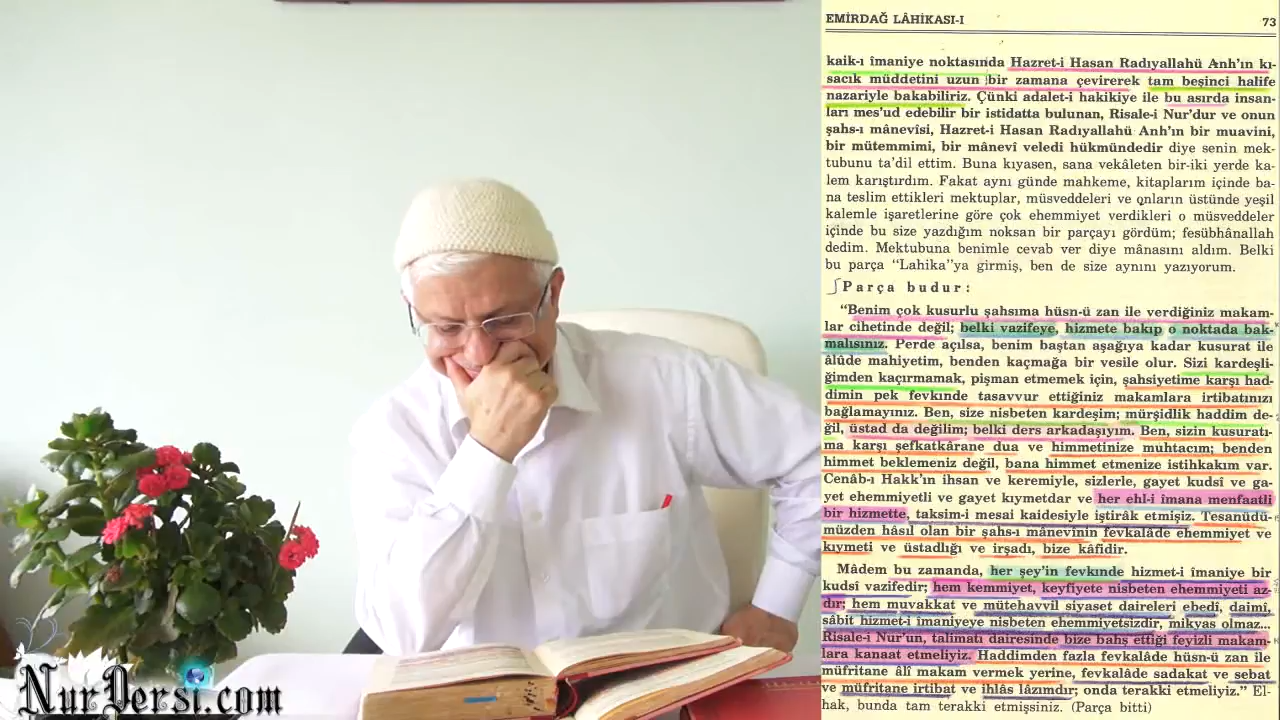 EMİRDAĞ LÂHİKASI-I 73
kaik-ı îmaniye noktasında Hazret-i Hasan Radıyallahü Anh'ın kı-
sacık müddetini uzun bir zamana çevirerek tam beşinci halife
nazariyle bakabiliriz. Çünki adalet-i hakikiye ile bu asırda insan-
ları mes'ud edebilir bir istidatta bulunan, Risale-i Nur'dur ve onun
şahs-ı mânevîsi, Hazret-i Hasan Radıyallahü Anh'ın bir muavini,
bir mütemmimi, bir mânevî veledi hükmündedir diye senin mek-
tubunu ta'dil ettim. Buna kıyasen, sana vekâleten bir-iki yerde ka-
lem karıştırdım. Fakat aynı günde mahkeme, kitaplarım içinde ba-
na teslim ettikleri mektuplar, müsveddeleri ve onların üstünde yeşil
kalemle işaretlerine göre çok ehemmiyet verdikleri o müsveddeler
içinde bu size yazdığım noksan bir parçayı gördüm; fesübhânallah
dedim. Mektubuna benimle cevab ver diye mânasını aldım. Belki
bu parça "Lahika"ya girmiş, ben de size aynını yazıyorum.
Parça budur:
"Benim çok kusurlu şahsıma hüsn-ü zan ile verdiğiniz makam-
lar cihetinde değil; belki vazifeye, hizmete bakıp o noktada bak-
malısınız. Perde açılsa, benim baştan aşağıya kadar kusurat ile
âlûde mahiyetim, benden kaçmağa bir vesile olur. Sizi kardeşli-
ğimden kaçırmamak, pişman etmemek için, şahsiyetime karşı had-
dimin pek fevkınde tasavvur ettiğiniz makamlara irtibatınızı
bağlamayınız. Ben, size nisbeten kardeşim; mürşidlik haddim de-
ğil, üstad da değilim; belki ders arkadaşıyım. Ben, sizin kusuratı-
ma karşı şefkatkârane dua ve himmetinize muhtacım; benden
himmet beklemeniz değil, bana himmet etmenize istihkakım var.
Cenâb-ı Hakk'ın ihsan ve keremiyle, sizlerle, gayet kudsî ve ga-
yet ehemmiyetli ve gayet kıymetdar ve her ehl-i îmana menfaatli
bir hizmette, taksim-i mesai kaidesiyle iştirâk etmişiz. Tesanüdü-
müzden hâsıl olan bir şahs-ı mânevînin fevkalâde ehemmiyet ve
kıymeti ve üstadlığı ve irşadı, bize kâfidir.
Mâdem bu zamanda, her şey'in fevkınde hizmet-i îmaniye bir
kudsî vazifedir; hem kemmiyet, keyfiyete nisbeten ehemmiyeti az-
dır; hem muvakkat ve mütehavvil siyaset daireleri ebedî, daimî,
sâbit hizmet-i îmaniyeye nisbeten ehemmiyetsizdir, mikyas olmaz...
Risale-i Nur'un, talimatı dairesinde bize bahş ettiği feyizli makam-
lara kanaat etmeliyiz. Haddimden fazla fevkalâde hüsn-ü zan ile
müfritane âlî makam vermek yerine, fevkalâde sadakat ve sebat
ve müfritane irtibat ve ihlâs lâzımdır; onda terakki etmeliyiz." El-
hak, bunda tam terakki etmişsiniz. (Parça bitti)
NurDersi.com